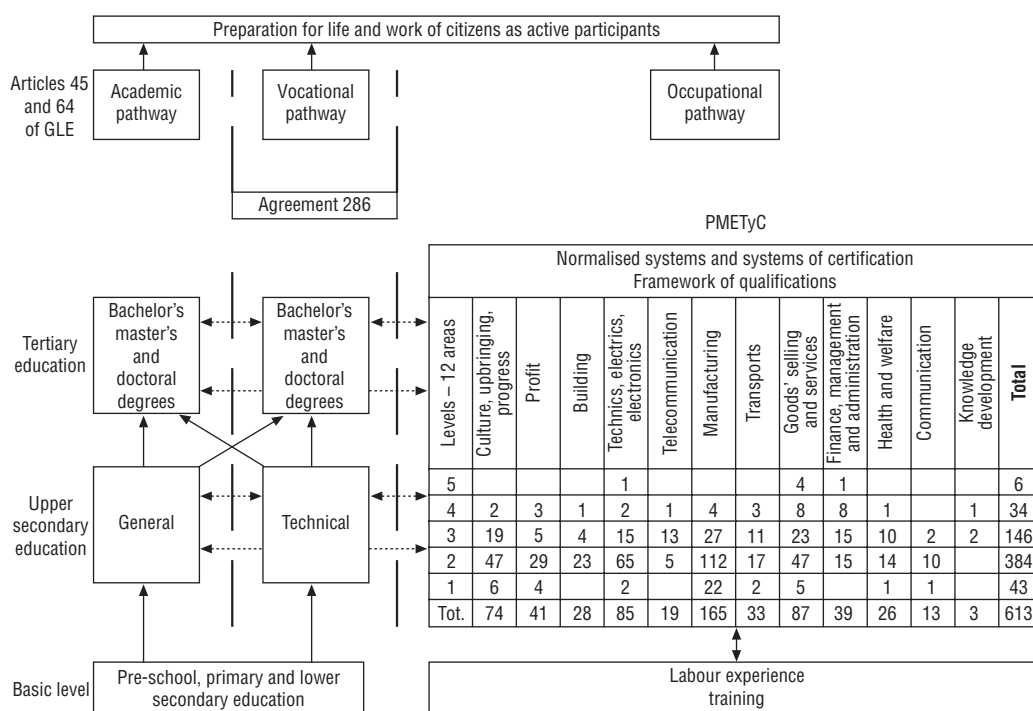 Preparation for life and work of citizens as active participants
Articles 45
and 64
of GLE
Academic
pathway
Vocational
pathway
Occupational
pathway
Agreement 286
PMETyC
Normalised systems and systems of certification
Framework of qualifications
Tertiary
education
Bachelor's
master's
and
doctoral
degrees
Bachelor's
master's
and
doctoral
degrees
Levels – 12 areas
Culture, upbringing,
progress
Profit
Building
Technics, electrics,
electronics
Telecommunication
Manufacturing
Transports
Goods' selling
and services
Finance, management
and administration
Health and welfare
Communication
Knowledge
development
Total
5 1 4 1 6
4 2 3 1 2 1 4 3 8 8 1 1 34
3 19 5 4 15 13 27 11 23 15 10 2 2 146
2 47 29 23 65 5 112 17 47 15 14 10 384
1 6 4 2 22 2 5 1 1 43
Tot. 74 41 28 85 19 165 33 87 39 26 13 3 613
Upper
secondary
education
General
Technical
Basic level
Pre-school, primary and lower
secondary education
Labour experience
training